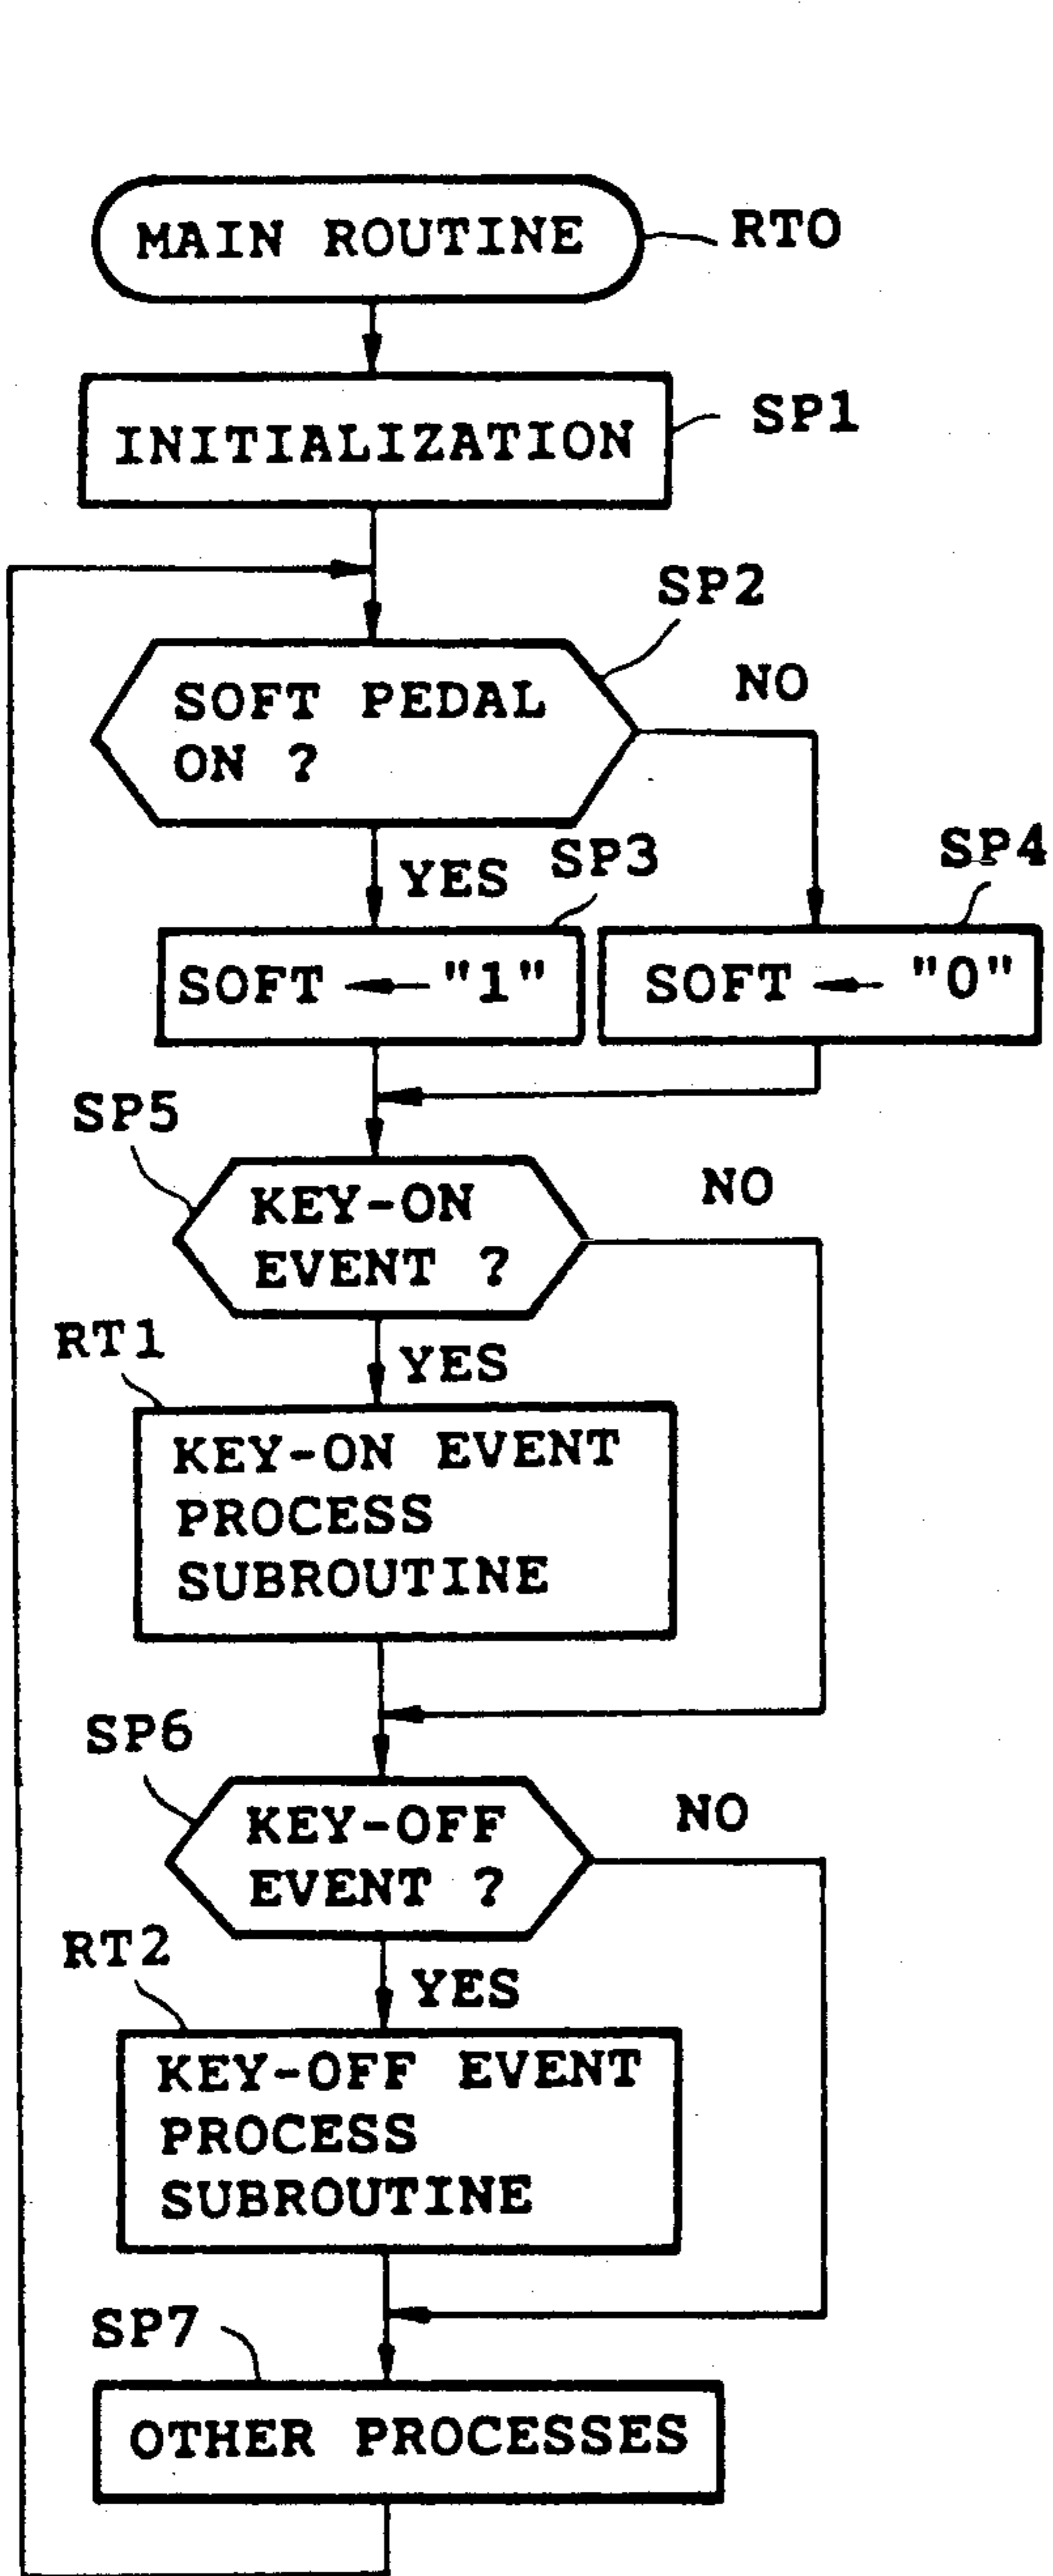 MAIN ROUTINE
RT0
INITIALIZATION
SP1
SP2
SOFT PEDAL
ON ?
NO
YES
SP3
SP4
SOFT ← "1"
SOFT ← "0"
SP5
KEY-ON
EVENT ?
NO
RT1
YES
KEY-ON EVENT
PROCESS
SUBROUTINE
SP6
KEY-OFF
EVENT ?
NO
RT2
YES
KEY-OFF EVENT
PROCESS
SUBROUTINE
SP7
OTHER PROCESSES